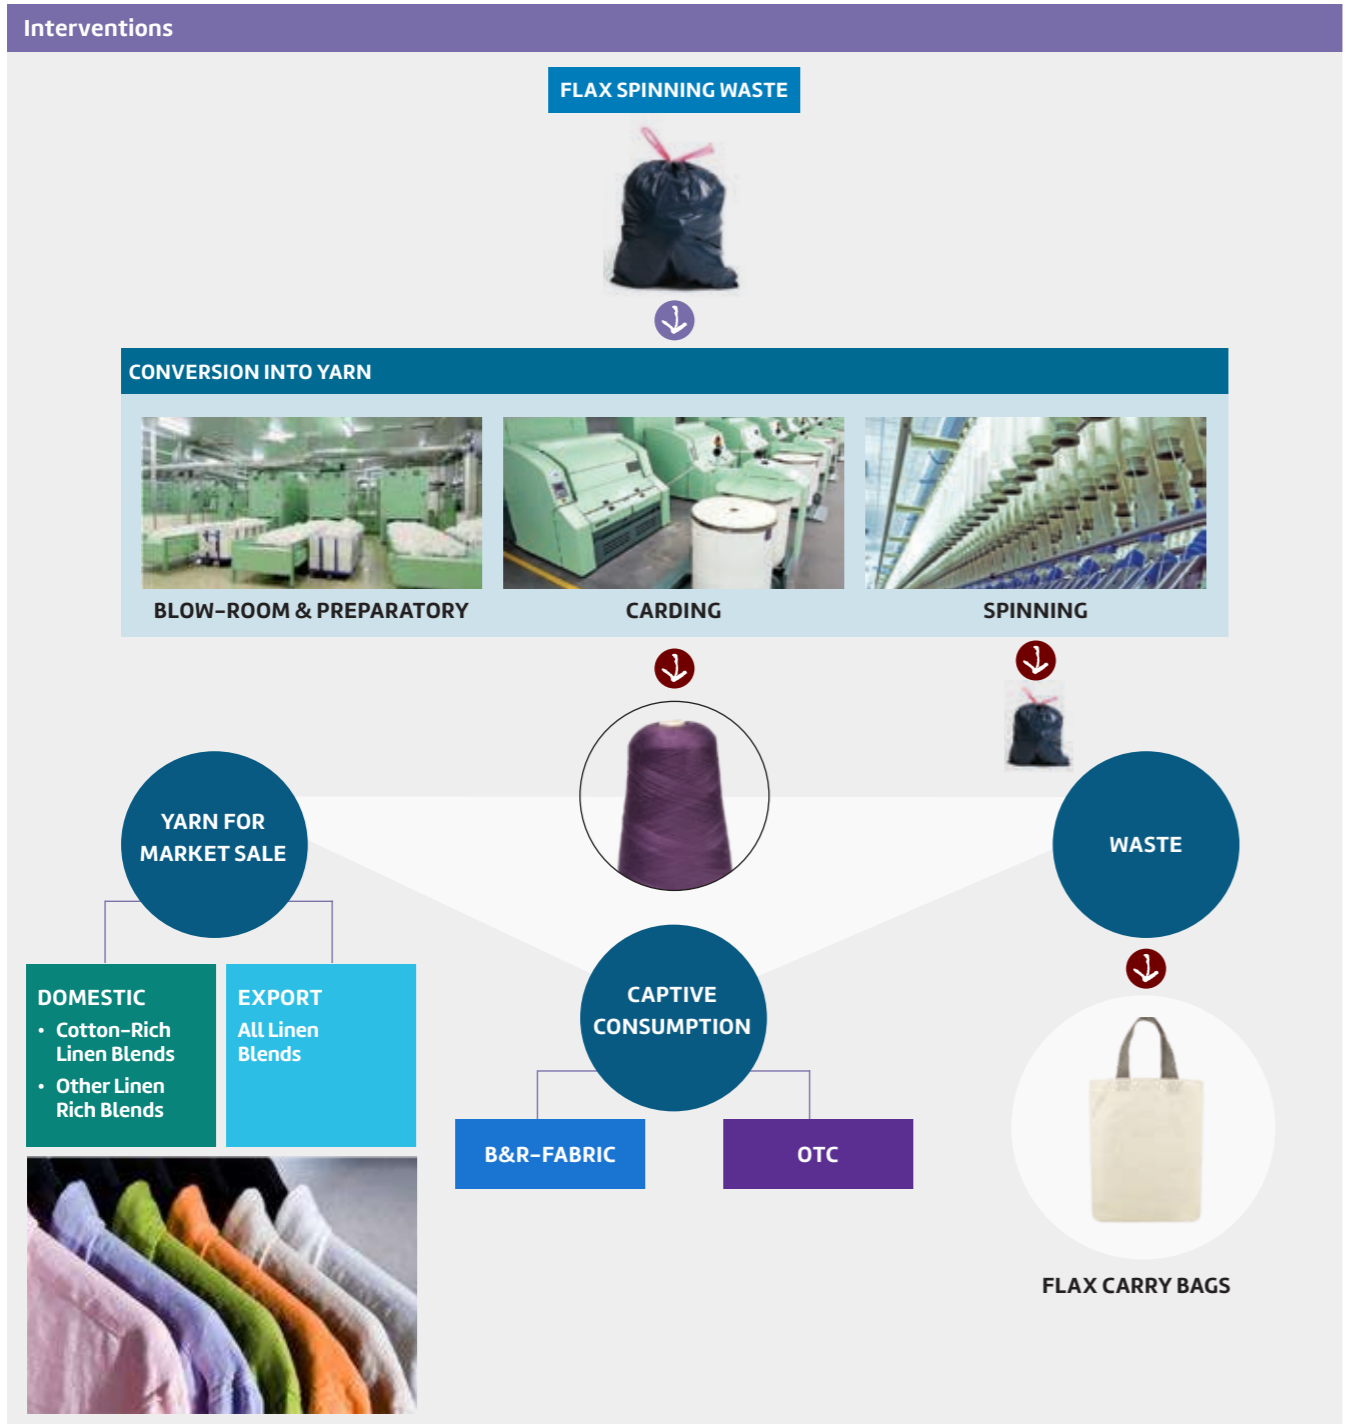 Interventions
FLAX SPINNING WASTE
CONVERSION INTO YARN
BLOW-ROOM & PREPARATORY
CARDING
SPINNING
YARN FOR
MARKET SALE
WASTE
DOMESTIC
• Cotton-Rich
Linen Blends
• Other Linen
Rich Blends
EXPORT
All Linen
Blends
CAPTIVE
CONSUMPTION
B&R-FABRIC
OTC
FLAX CARRY BAGS